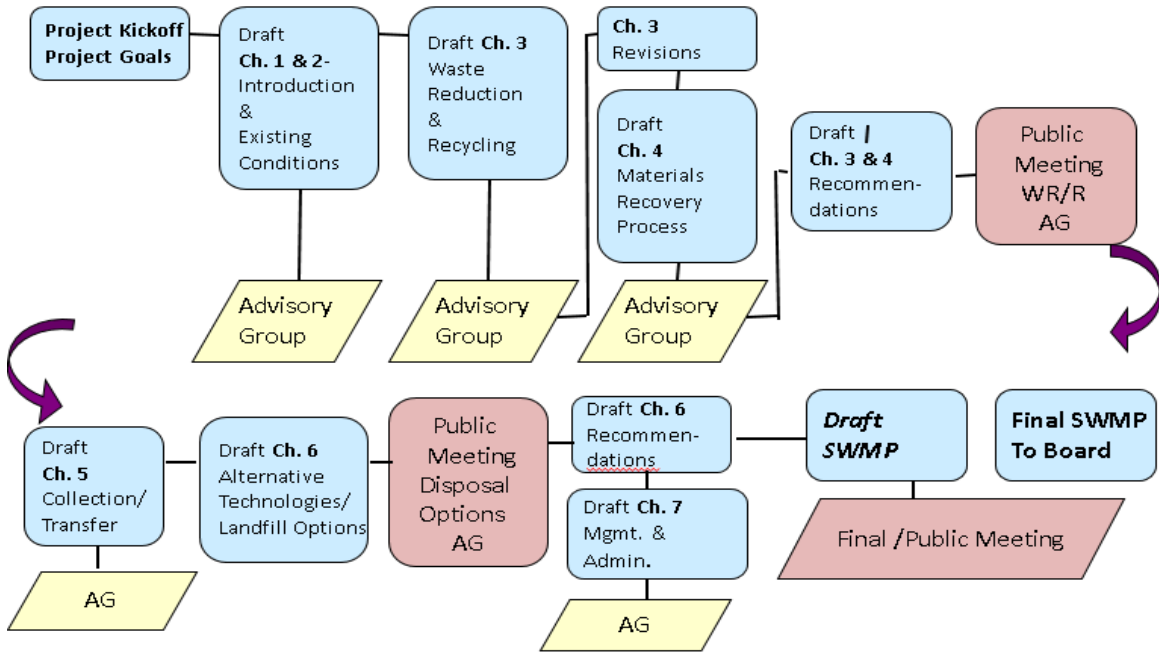 Project Kickoff
Project Goals
Draft
Ch. 1 & 2-
Introduction
&
Existing
Conditions
Draft Ch. 3
Waste
Reduction
&
Recycling
Ch. 3
Revisions
Draft
Ch. 4
Materials
Recovery
Process
Draft /
Ch. 3 & 4
Recommen-
dations
Public
Meeting
WR/R
AG
Advisory
Group
Advisory
Group
Advisory
Group
Draft
Ch. 5
Collection/
Transfer
Draft Ch. 6
Alternative
Technologies/
Landfill Options
Public
Meeting
Disposal
Options
AG
Draft Ch. 6
Recommen-
dations
Draft Ch. 7
Mgmt. &
Admin.
Draft
SWMP
Final SWMP
To Board
Final /Public Meeting
AG
AG